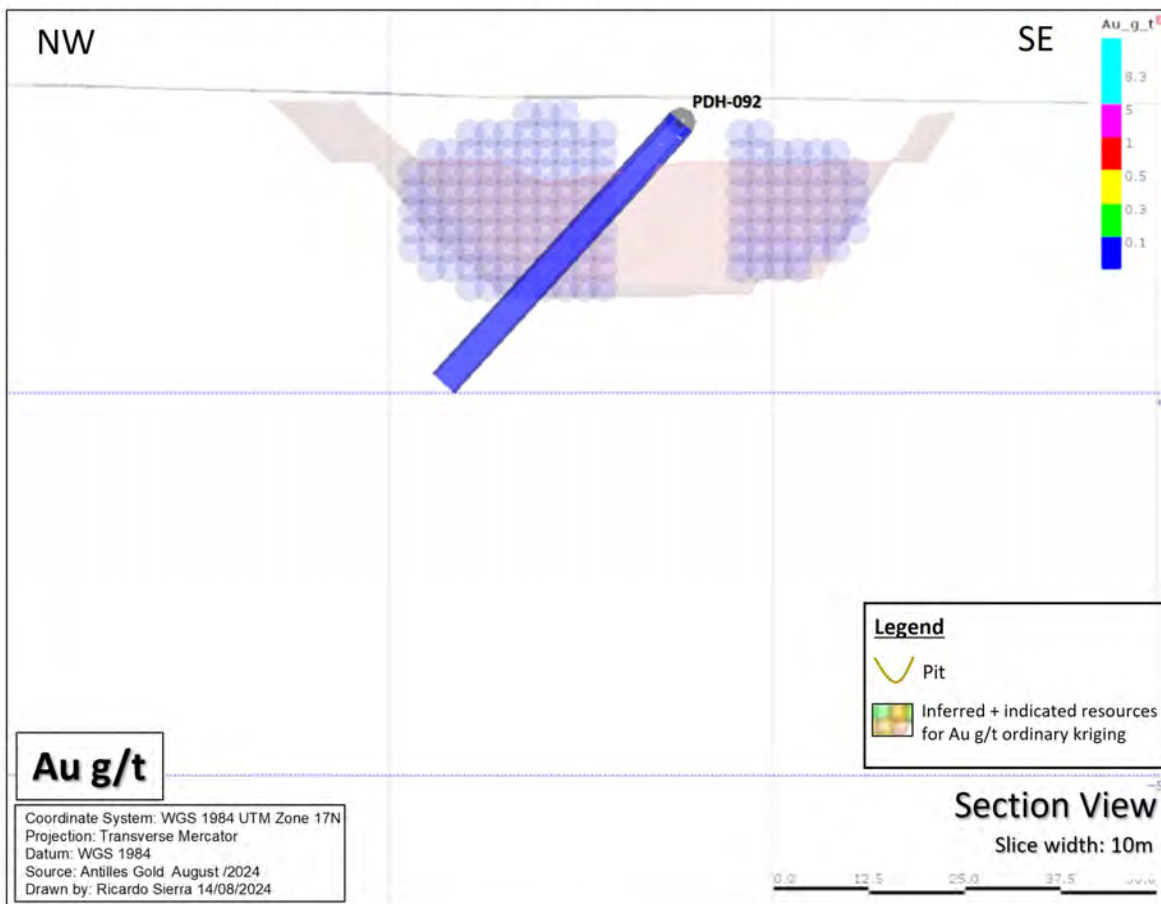 NW
SE
Au_g_t
8.3
5
1
0.5
0.3
0.1
PDH-092
Legend
Pit
Inferred + indicated resources
for Au g/t ordinary kriging
Au g/t
Coordinate System: WGS 1984 UTM Zone 17N
Projection: Transverse Mercator
Datum: WGS 1984
Source: Antilles Gold August /2024
Drawn by: Ricardo Sierra 14/08/2024
Section View
Slice width: 10m
0.0 12.5 25.0 37.5